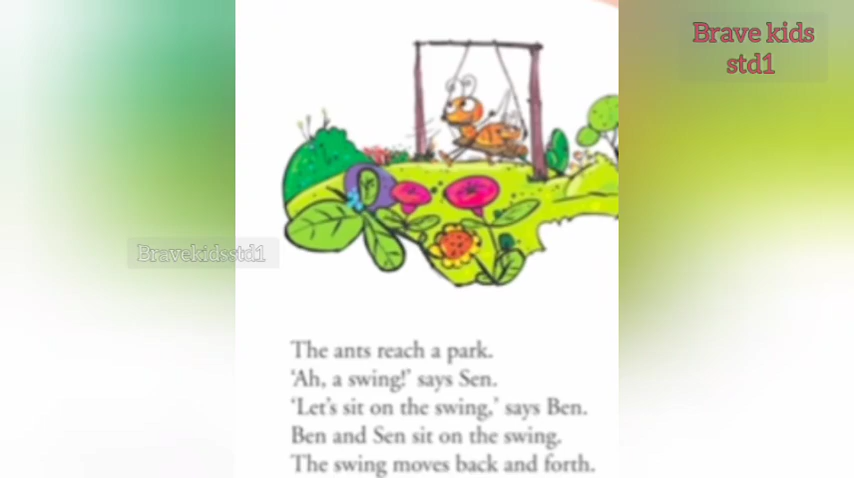 Brave kids
std1
Bravekidsstd1
The ants reach a park.
‘Ah, a swing!’ says Sen.
‘Let’s sit on the swing,’ says Ben.
Ben and Sen sit on the swing.
The swing moves back and forth.